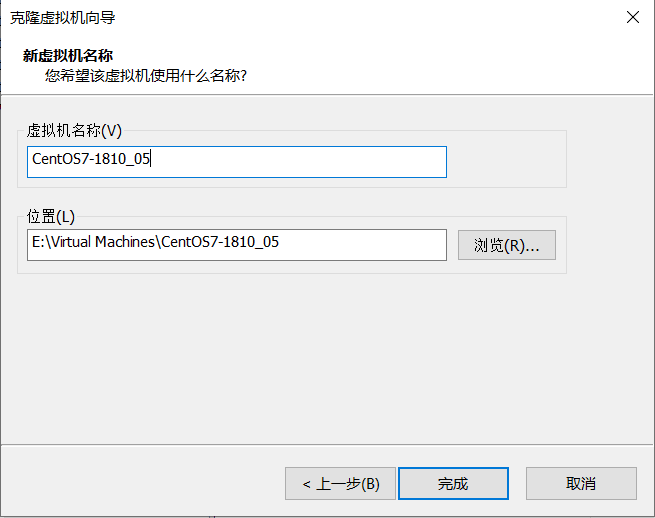 克隆虚拟机向导
新虚拟机名称
您希望该虚拟机使用什么名称?
虚拟机名称(V)
CentOS7-1810_05
位置(L)
E:\Virtual Machines\CentOS7-1810_05
浏览(R)...
< 上一步(B)
完成
取消